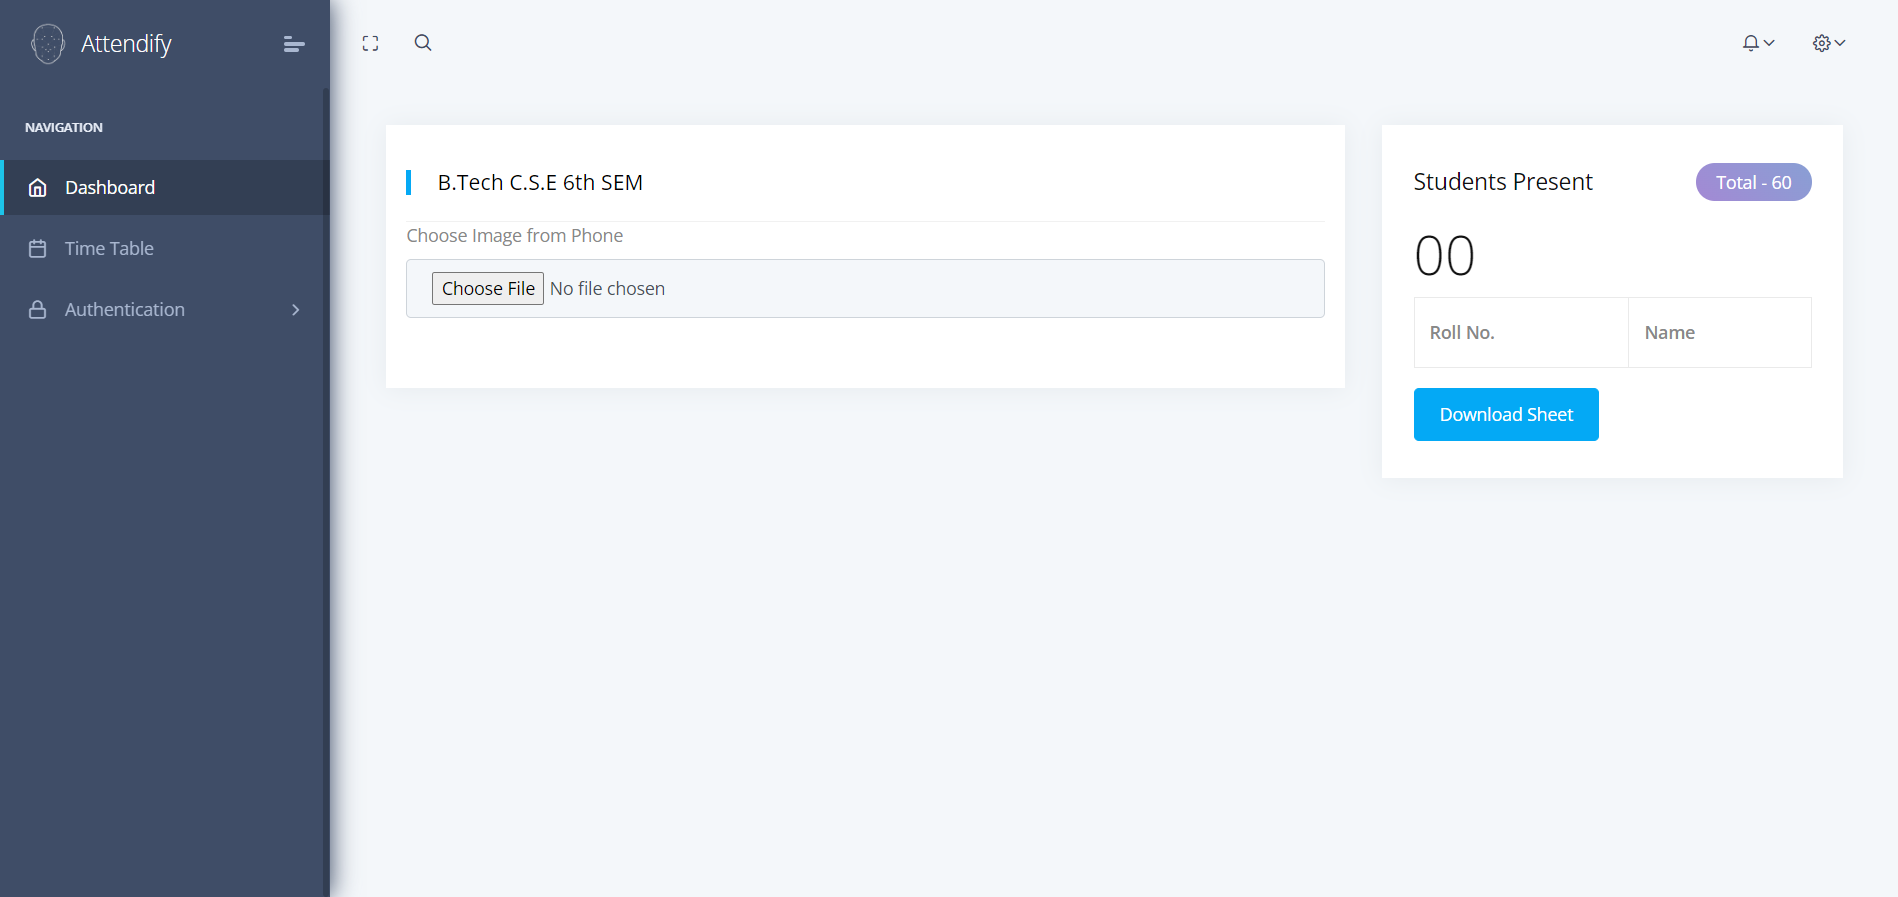 Attendify
NAVIGATION
Dashboard
Time Table
Authentication
B.Tech C.S.E 6th SEM
Choose Image from Phone
Choose File No file chosen
Students Present
Total - 60
00
Roll No. Name
Download Sheet